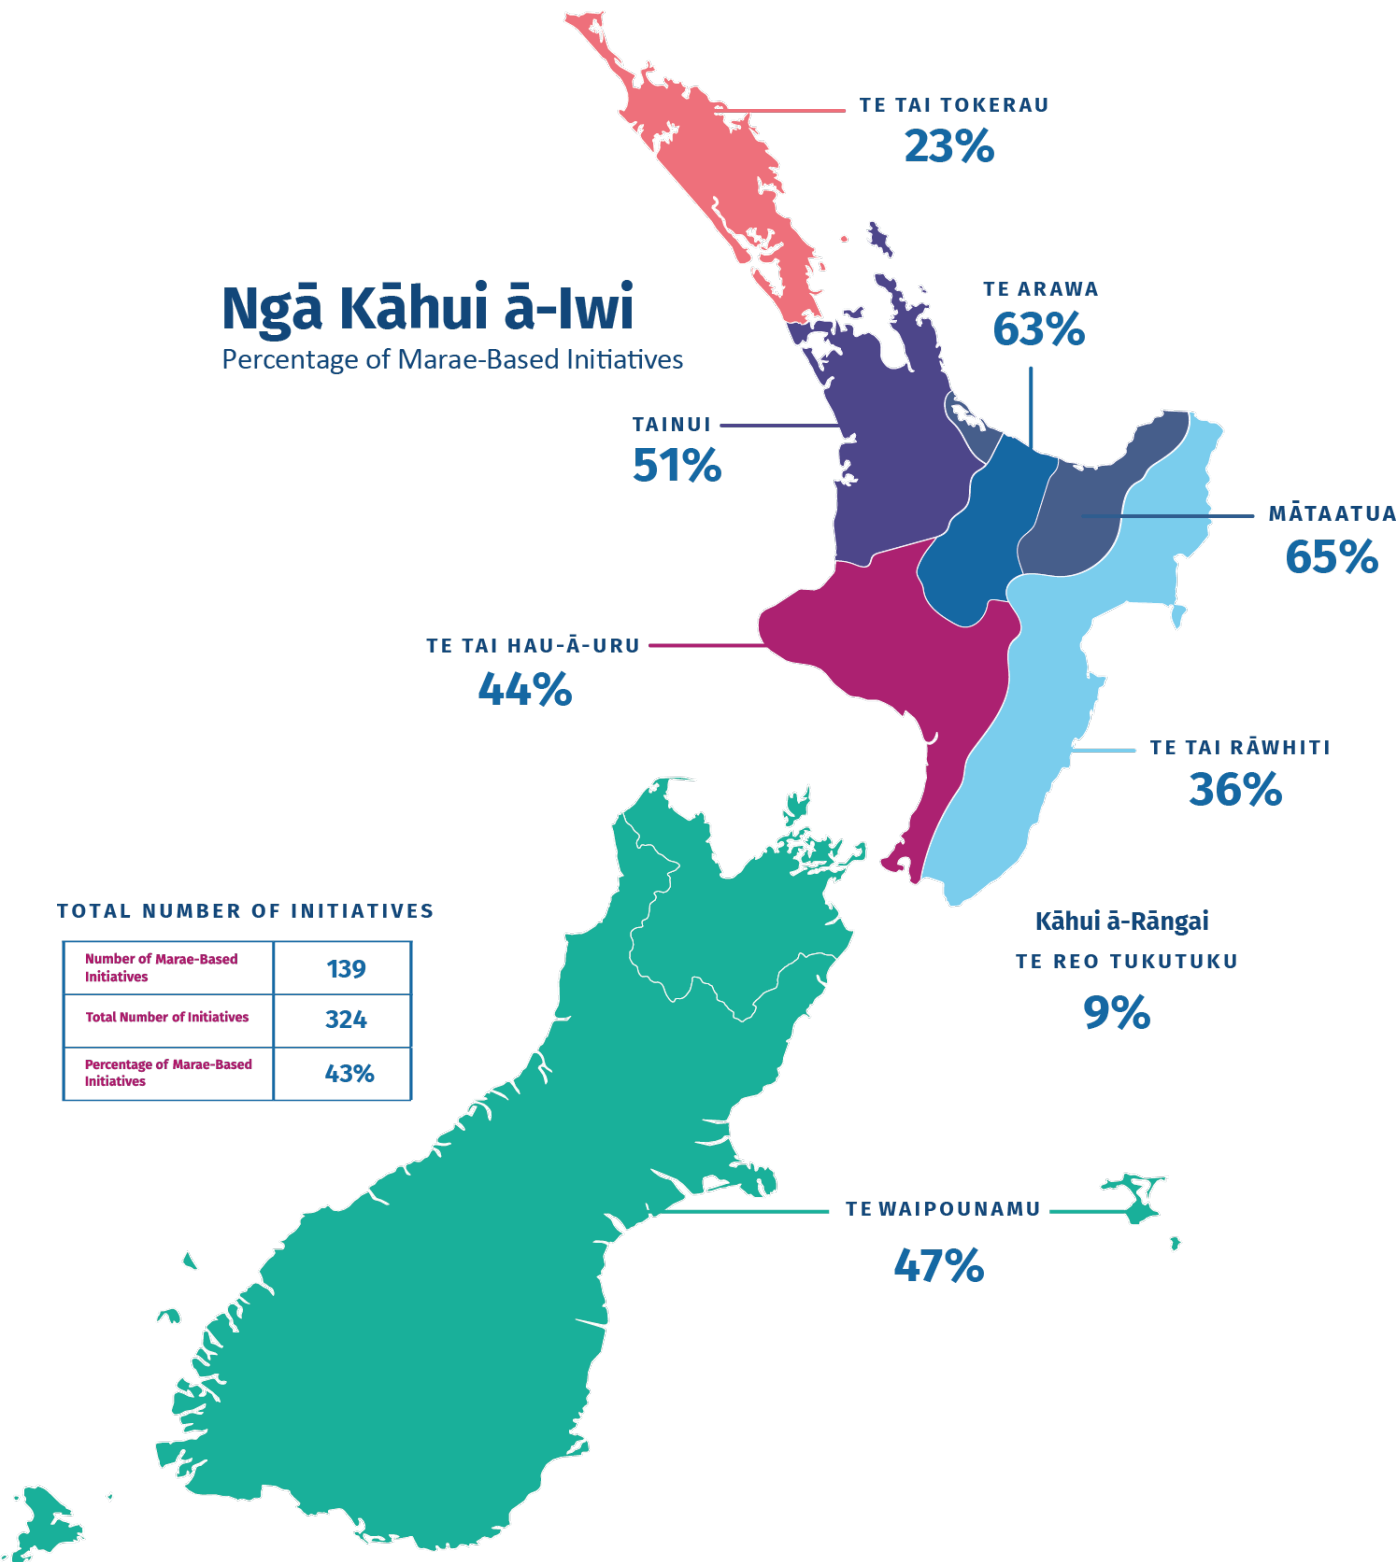 TE TAI TOKERAU
23%
Ngā Kāhui ā-Iwi
Percentage of Marae-Based Initiatives
TE ARAWA
63%
TAINUI
51%
MĀTAATUA
65%
TE TAI HAU-Ā-URU
44%
TE TAI RĀWHITI
36%
TOTAL NUMBER OF INITIATIVES
Number of Marae-Based
Initiatives
139
Total Number of Initiatives
324
Percentage of Marae-Based
Initiatives
43%
Kāhui ā-Rāngai
TE REO TUKUTUKU
9%
TE WAIPOUNAMU
47%